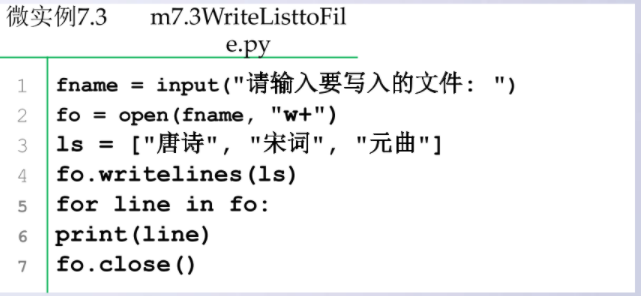 微实例7.3 m7.3WriteListtoFil
e.py
1 fname = input("请输入要写入的文件: ")
2 fo = open(fname, "w+")
3 ls = ["唐诗", "宋词", "元曲"]
4 fo.writelines(ls)
5 for line in fo:
6 print(line)
7 fo.close()